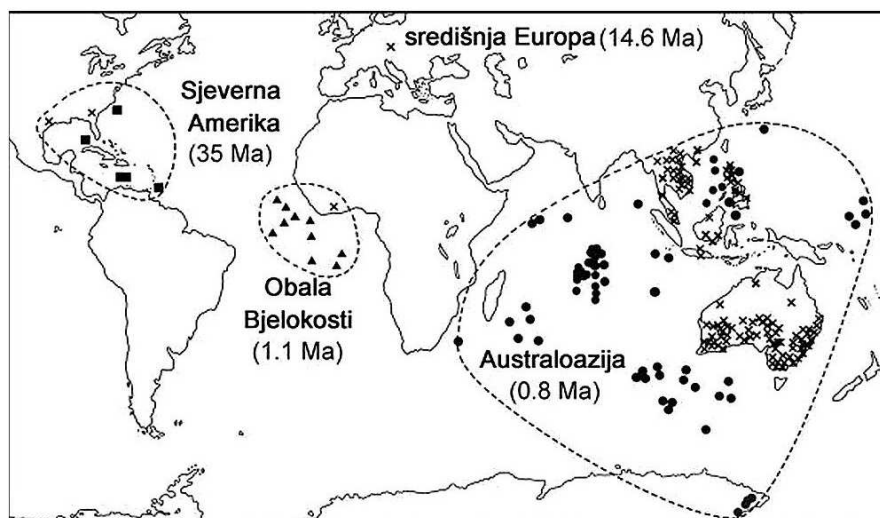 središnja Europa (14.6 Ma)
Sjeverna
Amerika
(35 Ma)
Obala
Bjelokosti
(1.1 Ma)
Australoazija
(0.8 Ma)